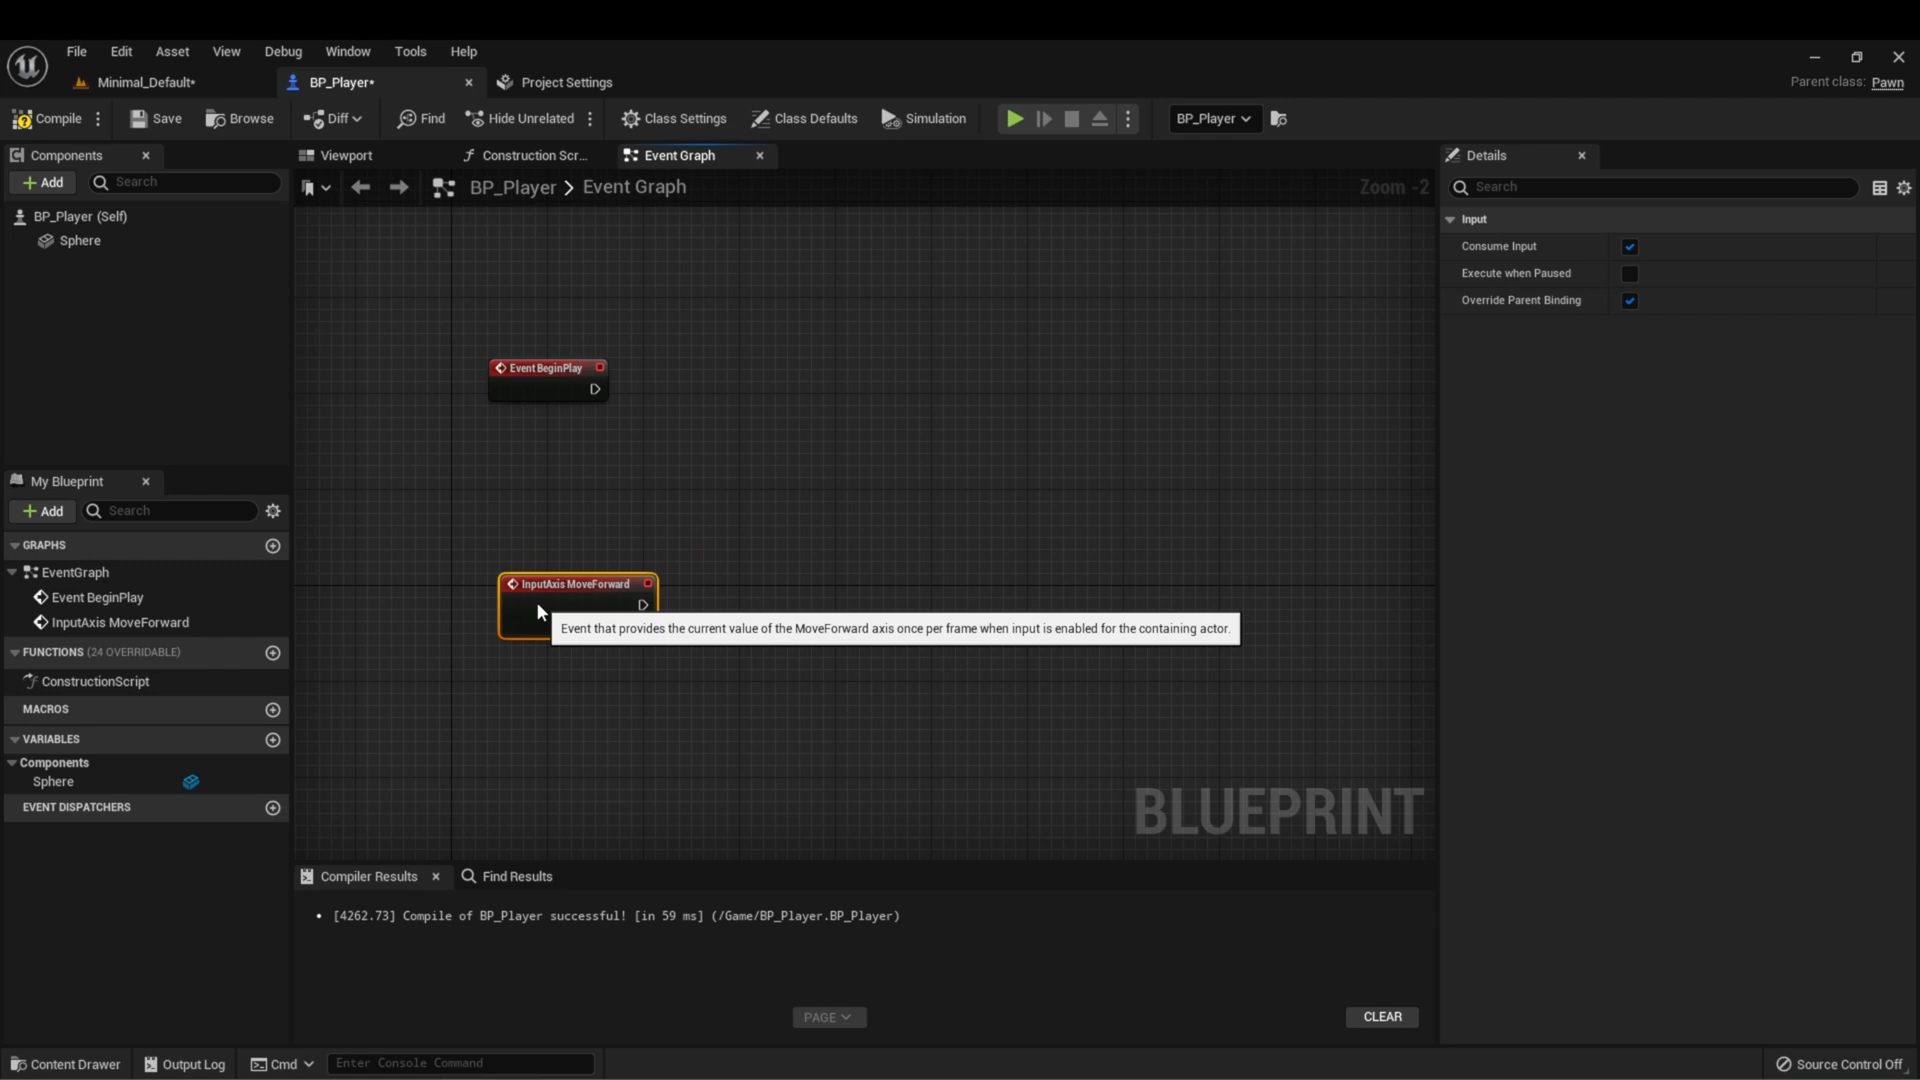 File Edit Asset View Debug Window Tools Help
Minimal_Default*
BP_Player*
Project Settings
Parent class: Pawn
Compile
Save
Browse
Diff
Find
Hide Unrelated
Class Settings
Class Defaults
Simulation
BP_Player
Components
Viewport
Construction Scr...
Event Graph
Details
Add
Search
BP_Player > Event Graph
Zoom -2
Search
BP_Player (Self)
Sphere
Input
Consume Input
Execute when Paused
Override Parent Binding
Event BeginPlay
My Blueprint
Add
Search
GRAPHS
EventGraph
Event BeginPlay
InputAxis MoveForward
FUNCTIONS (24 OVERRIDABLE)
ConstructionScript
MACROS
VARIABLES
Components
Sphere
EVENT DISPATCHERS
InputAxis MoveForward
Event that provides the current value of the MoveForward axis once per frame when input is enabled for the containing actor.
BLUEPRINT
Compiler Results
Find Results
[4262.73] Compile of BP_Player successful! [in 59 ms] (/Game/BP_Player.BP_Player)
PAGE
CLEAR
Content Drawer
Output Log
Cmd
Enter Console Command
Source Control Off